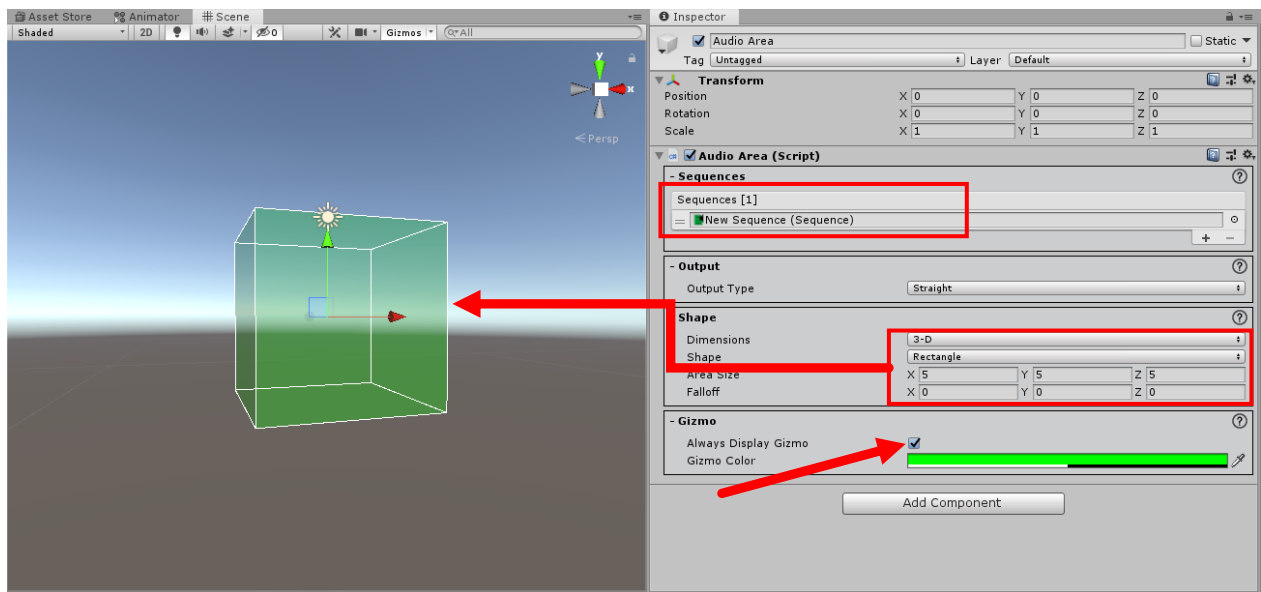 Asset Store Animator Scene
Shaded 2D 0 Gizmos All
y
x
Persp
Inspector
Audio Area Static
Tag Untagged Layer Default
Transform
Position X 0 Y 0 Z 0
Rotation X 0 Y 0 Z 0
Scale X 1 Y 1 Z 1
Audio Area (Script)
- Sequences
Sequences [1]
New Sequence (Sequence)
+ −
- Output
Output Type Straight
Shape
Dimensions 3-D
Shape Rectangle
Area Size X 5 Y 5 Z 5
Falloff X 0 Y 0 Z 0
- Gizmo
Always Display Gizmo
Gizmo Color
Add Component